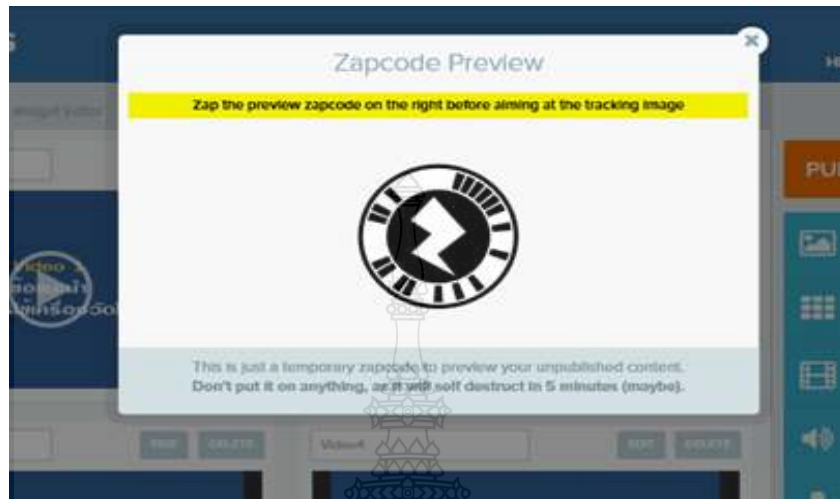 S
Zapcode Preview
Zap the preview zapcode on the right before aiming at the tracking image
PU
Video
This is just a temporary zapcode to preview your unpublished content.
Don't put it on anything, as it will self destruct in 5 minutes (maybe).
EDIT DELETE
Video4
EDIT DELETE